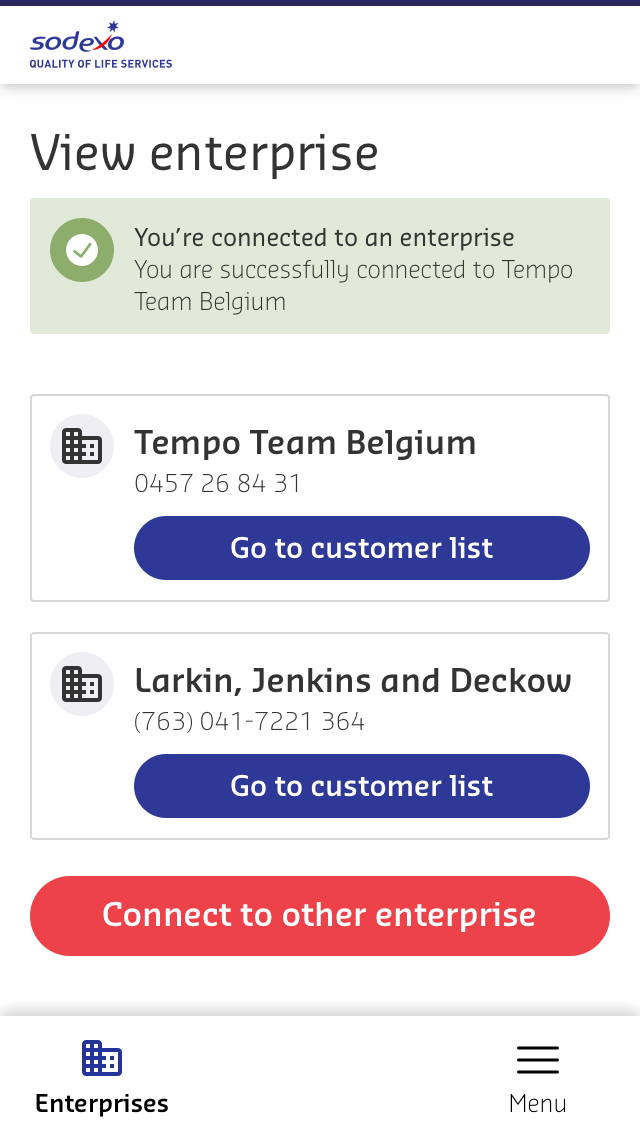 sodexo
QUALITY OF LIFE SERVICES
View enterprise
You're connected to an enterprise
You are successfully connected to Tempo
Team Belgium
Tempo Team Belgium
0457 26 84 31
Go to customer list
Larkin, Jenkins and Deckow
(763) 041-7221 364
Go to customer list
Connect to other enterprise
Enterprises
Menu